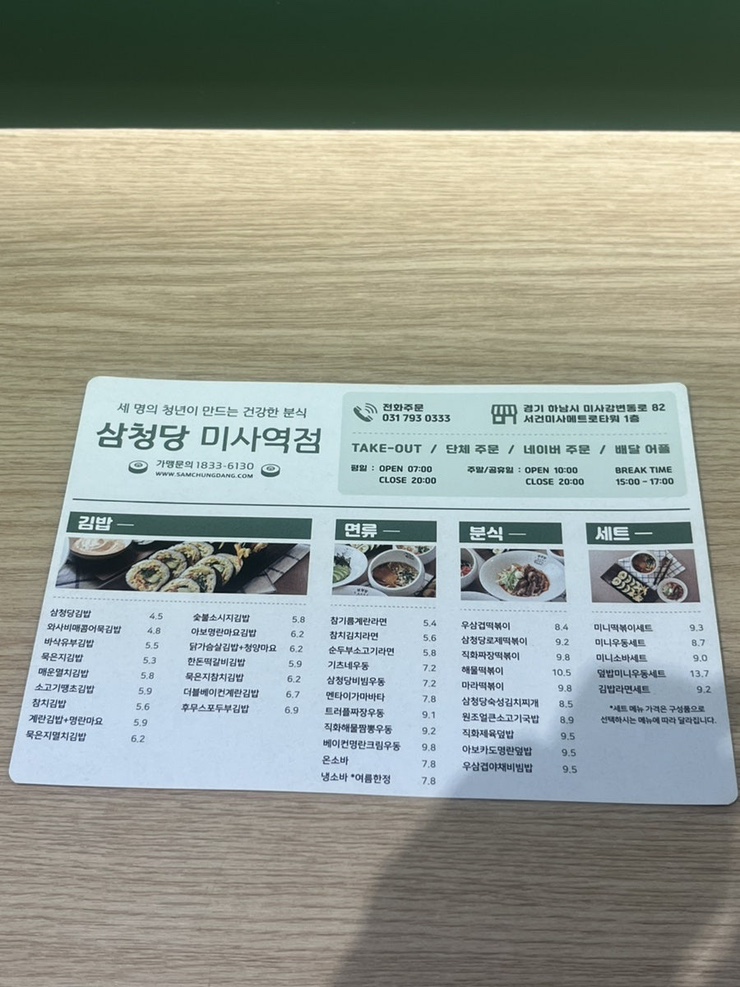 세 명의 청년이 만드는 건강한 분식
삼청당 미사역점
가맹문의 1833-6130
WWW.SAMCHUNGDANG.COM
전화주문
031 793 0333
경기 하남시 미사강변동로 82
서건미사메트로타워 1층
TAKE-OUT / 단체 주문 / 네이버 주문 / 배달 어플
평일 : OPEN 07:00
CLOSE 20:00
주말/공휴일 : OPEN 10:00
CLOSE 20:00
BREAK TIME
15:00 ~ 17:00
김밥
삼청당김밥 4.5
와사비매콤어묵김밥 4.8
바삭유부김밥 5.5
묵은지김밥 5.3
매운멸치김밥 5.8
소고기땡초김밥 5.9
참치김밥 5.6
계란김밥+명란마요 5.9
묵은지멸치김밥 6.2
숯불소시지김밥 5.8
아보명란마요김밥 6.2
닭가슴살김밥+청양마요 6.2
한돈떡갈비김밥 5.9
묵은지참치김밥 6.2
더블베이컨계란김밥 6.7
후무스포두부김밥 6.9
면류
참기름계란라면 5.4
참치김치라면 5.6
순두부소고기라면 5.8
기츠네우동 7.2
삼청당비빔우동 7.2
멘타이가마바타 7.8
트러플짜장우동 9.1
직화해물짬뽕우동 9.2
베이컨명란크림우동 9.8
온소바 7.8
냉소바 *여름한정 7.8
분식
우삼겹떡볶이 8.4
삼청당로제떡볶이 9.2
직화짜장떡볶이 9.8
해물떡볶이 10.5
마라떡볶이 9.8
삼청당숙성김치찌개 8.5
원조얼큰소고기국밥 8.9
직화제육덮밥 9.5
아보카도명란덮밥 9.5
우삼겹야채비빔밥 9.5
세트
미니떡볶이세트 9.3
미니우동세트 8.7
미니소바세트 9.0
덮밥미니우동세트 13.7
김밥라면세트 9.2
*세트 메뉴 가격은 구성품으로
선택하시는 메뉴에 따라 달라집니다.